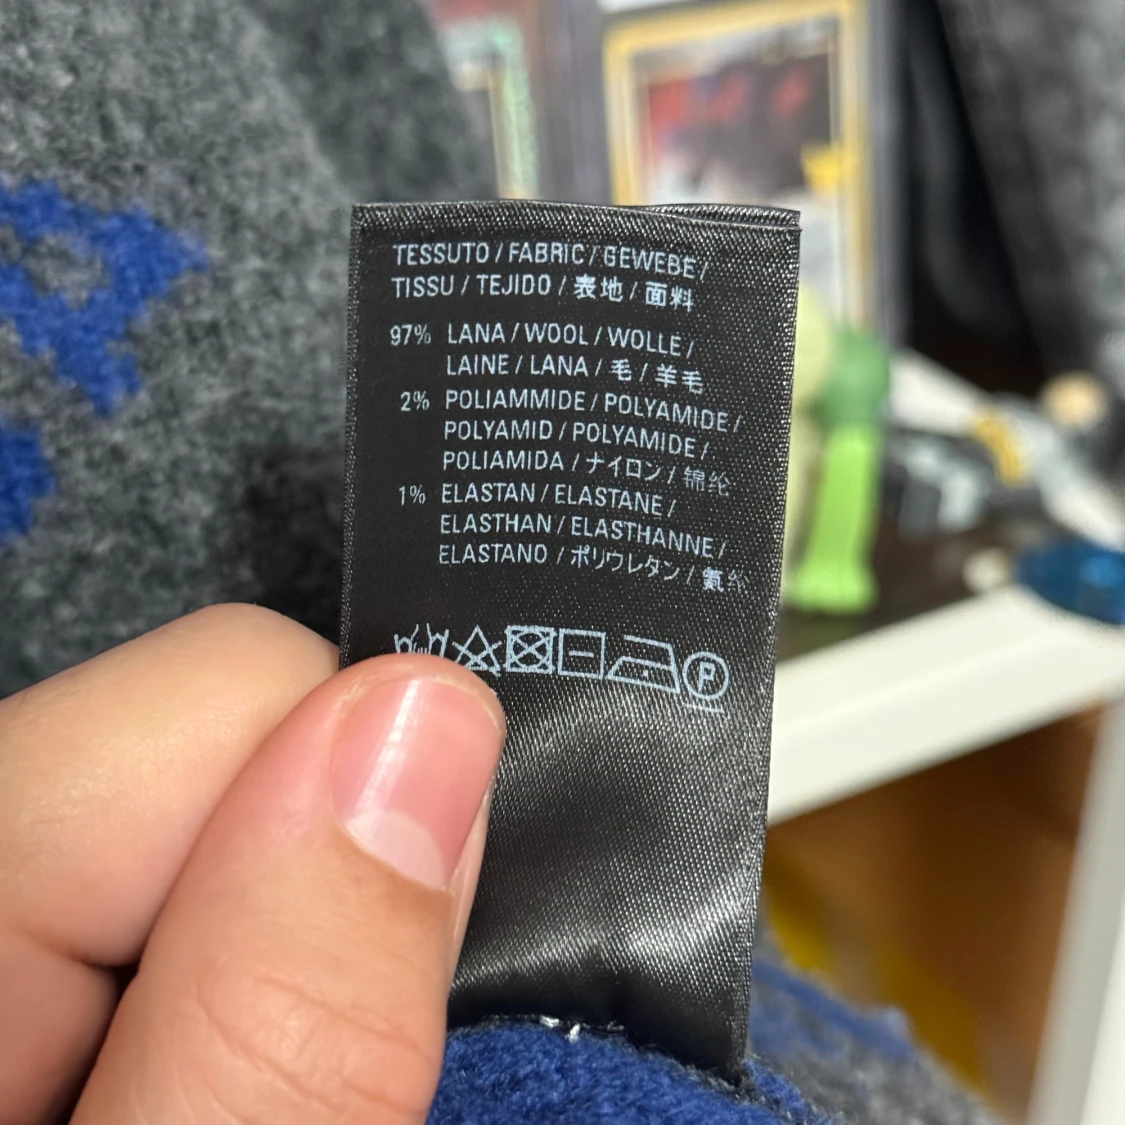 TESSUTO / FABRIC / GEWEBE /
TISSU / TEJIDO / 表地 / 面料
97% LANA / WOOL / WOLLE /
LAINE / LANA / 毛 / 羊毛
2% POLIAMMIDE / POLYAMIDE /
POLYAMID / POLYAMIDE /
POLIAMIDA / ナイロン / 锦纶
1% ELASTAN / ELASTANE /
ELASTHAN / ELASTHANNE /
ELASTANO / ポリウレタン / 氨纶
P